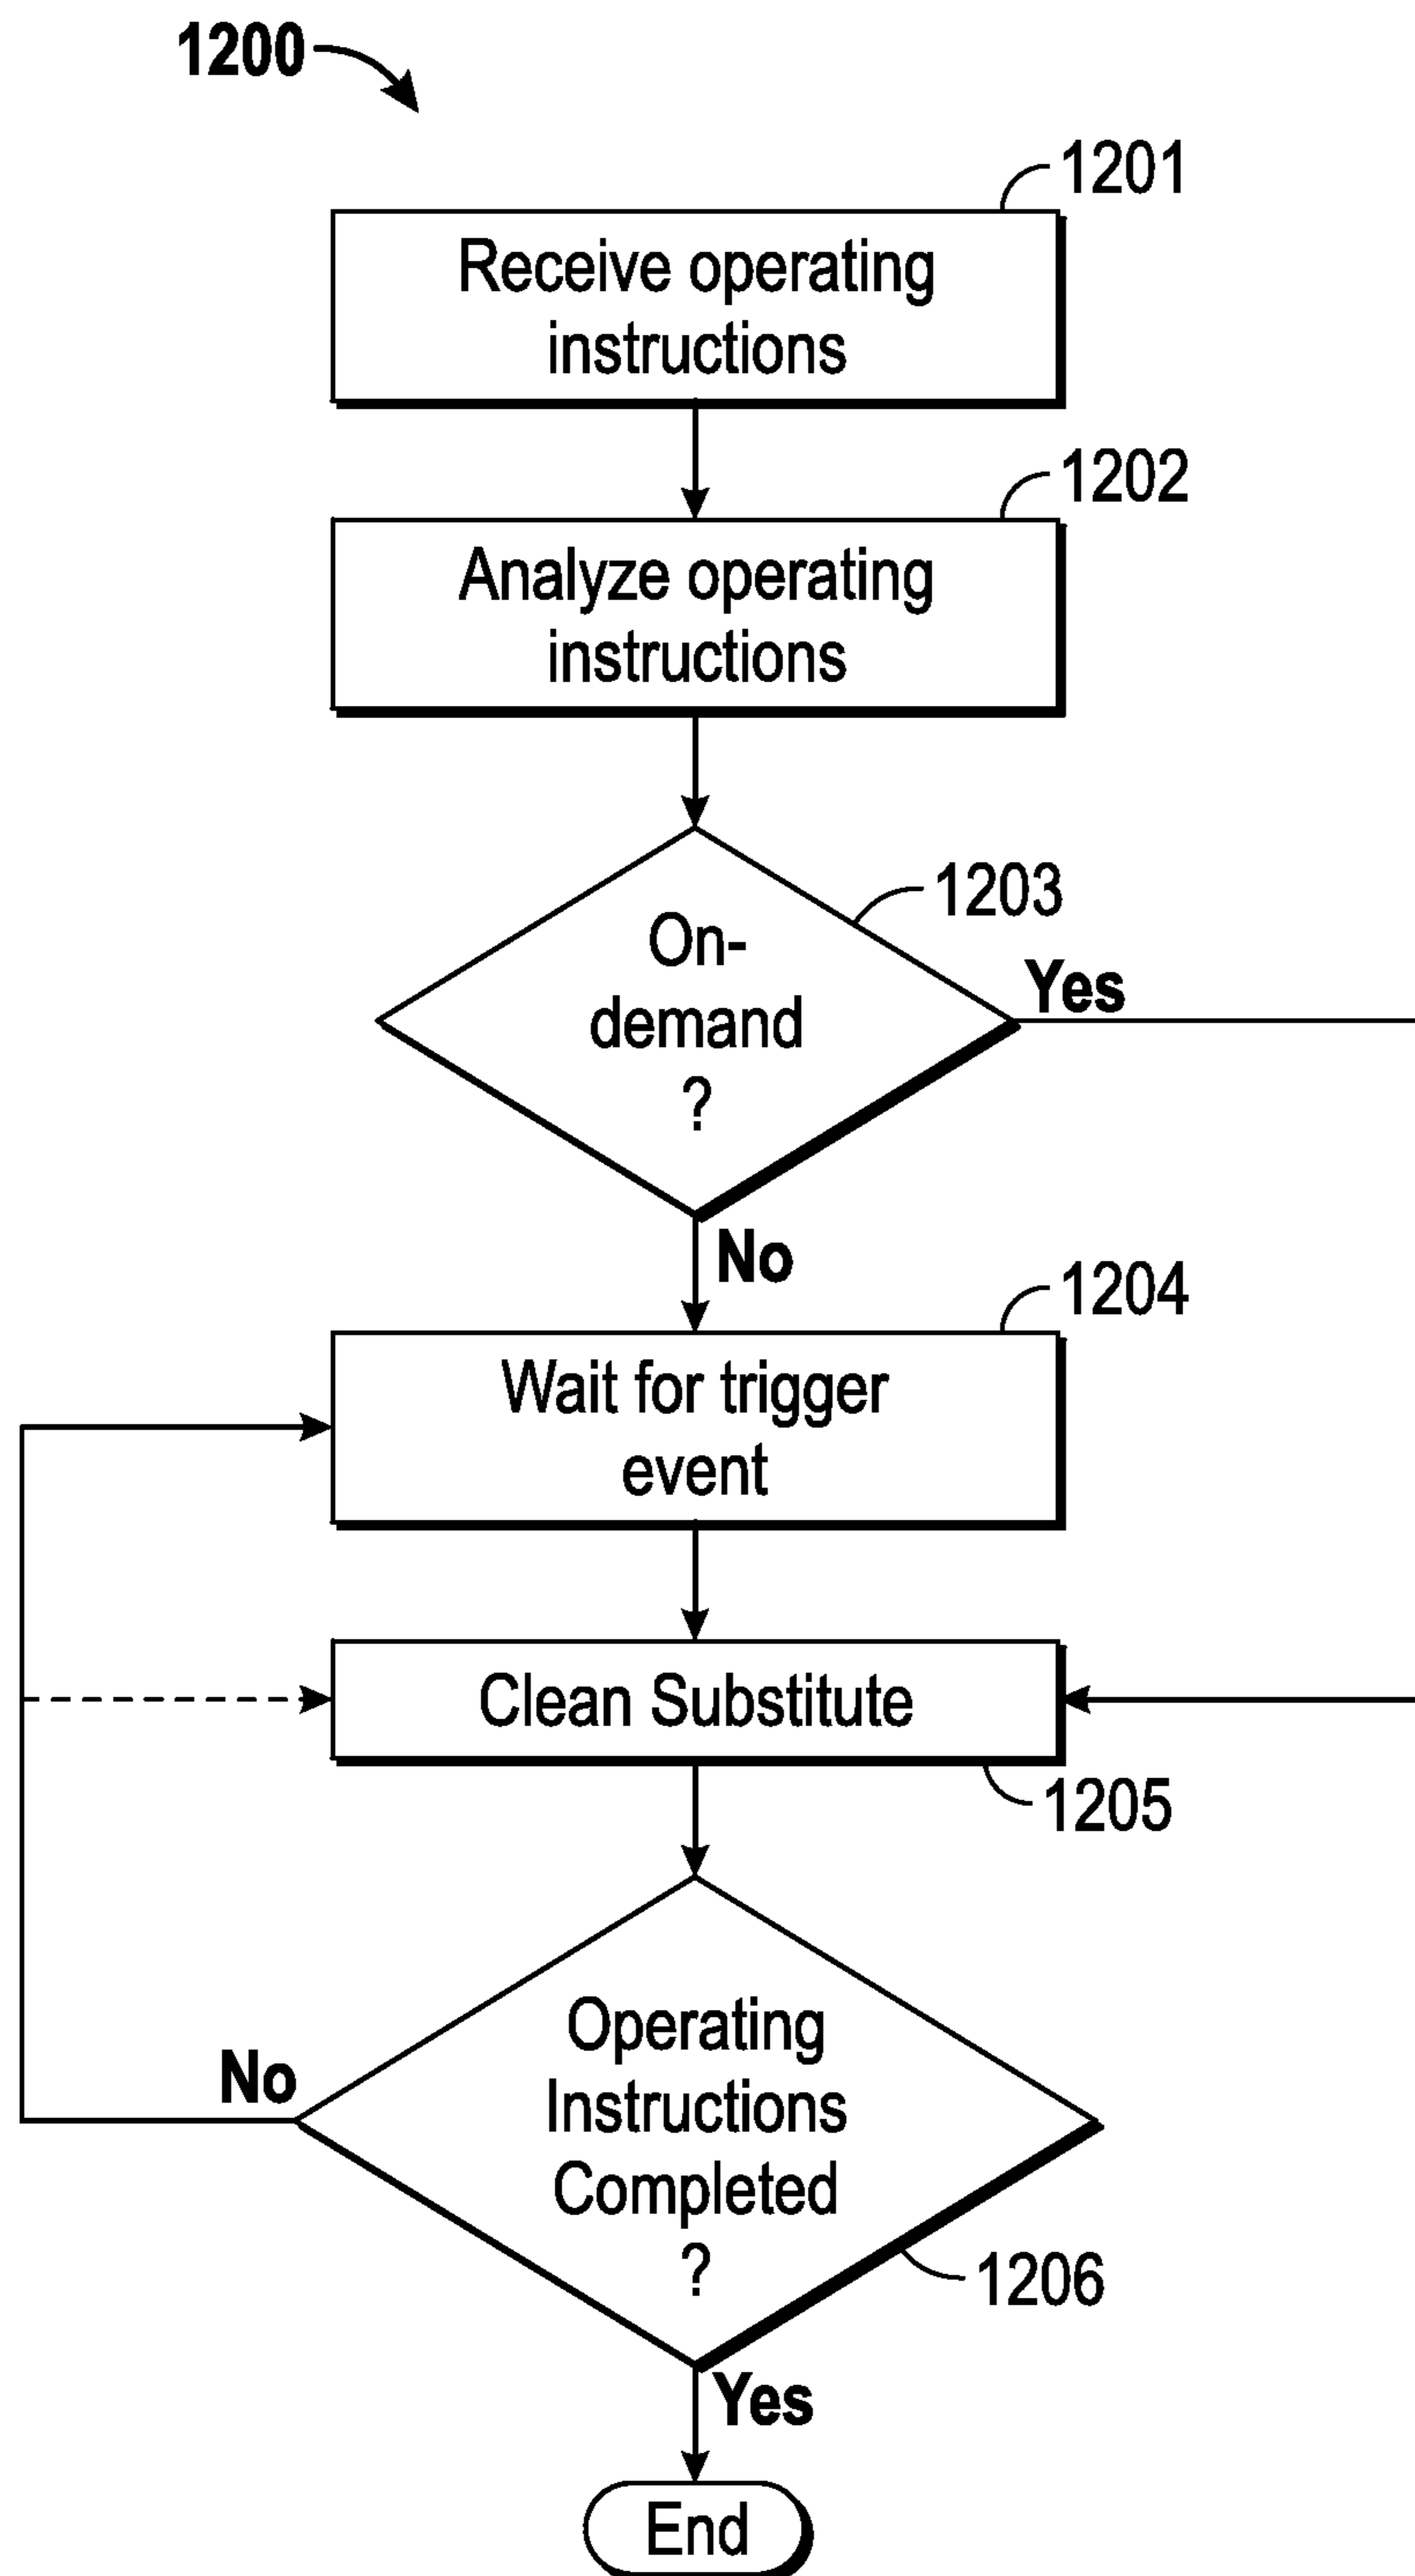 1200
1201
Receive operating
instructions
1202
Analyze operating
instructions
1203
On-
demand
?
Yes
No
1204
Wait for trigger
event
Clean Substitute
1205
Operating
Instructions
Completed
?
No
1206
Yes
End